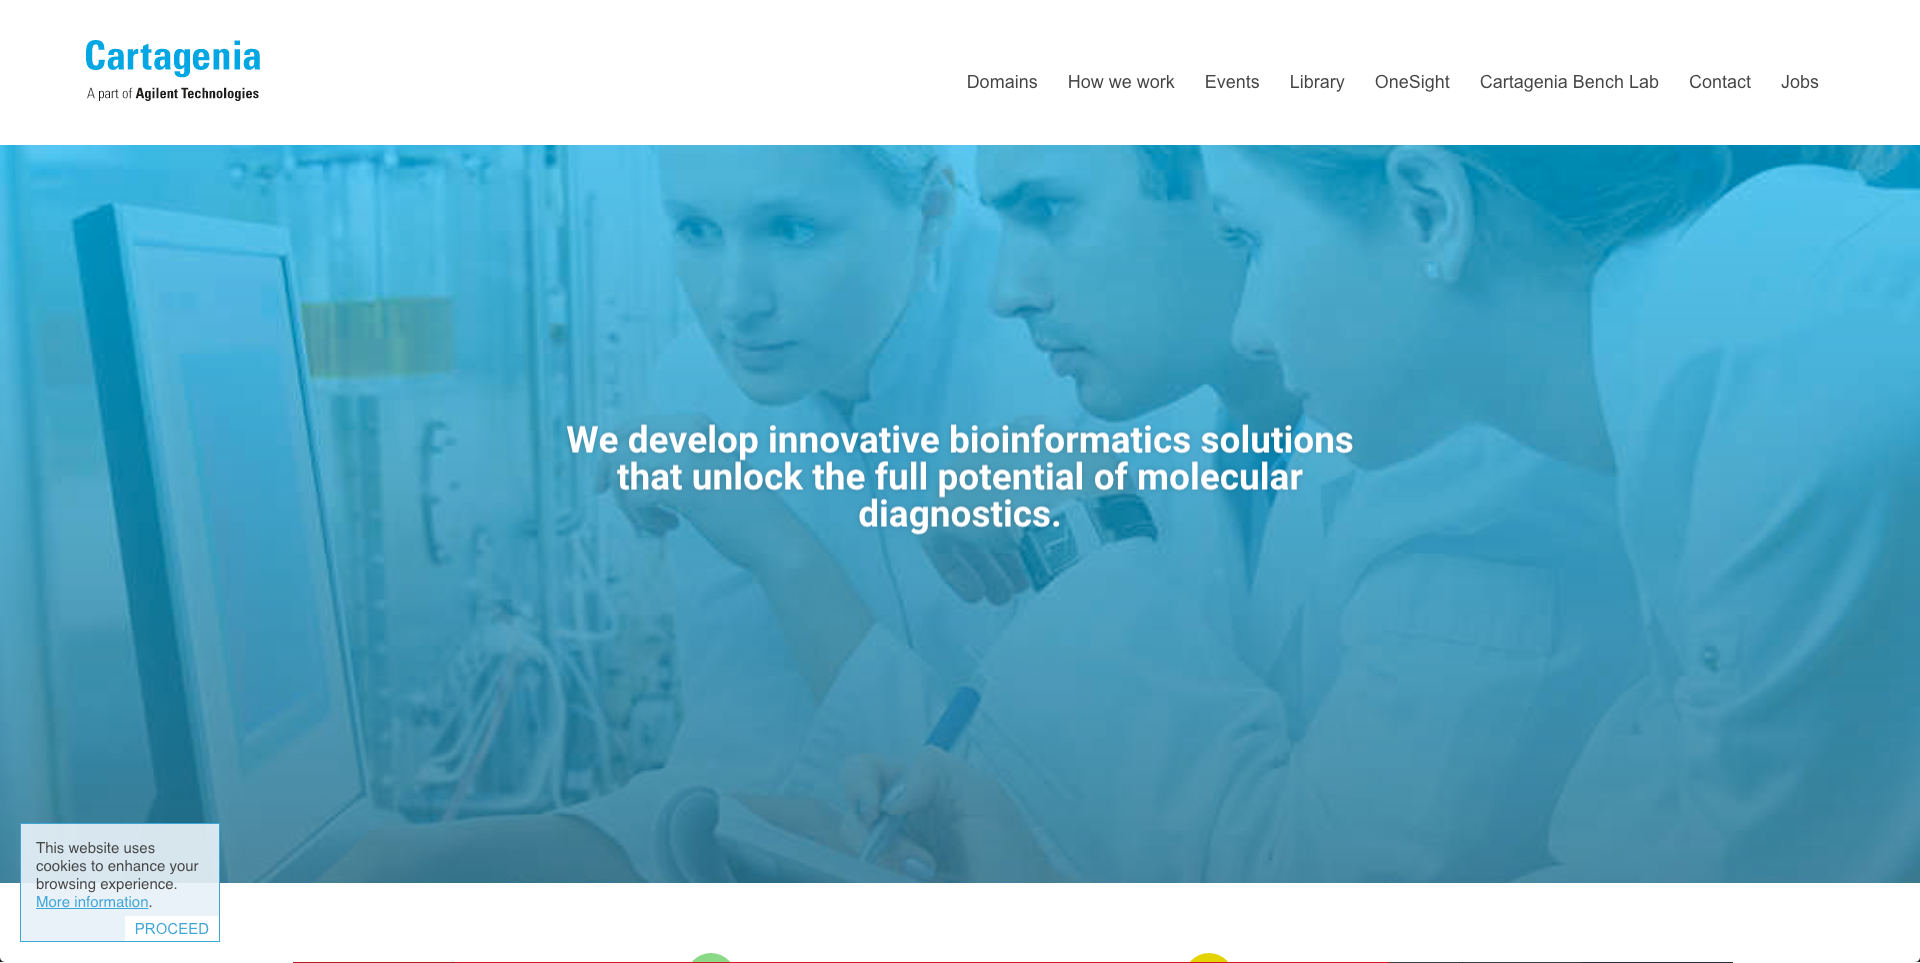 Cartagenia
A part of Agilent Technologies
Domains How we work Events Library OneSight Cartagenia Bench Lab Contact Jobs
We develop innovative bioinformatics solutions
that unlock the full potential of molecular
diagnostics.
This website uses
cookies to enhance your
browsing experience.
More information.
PROCEED